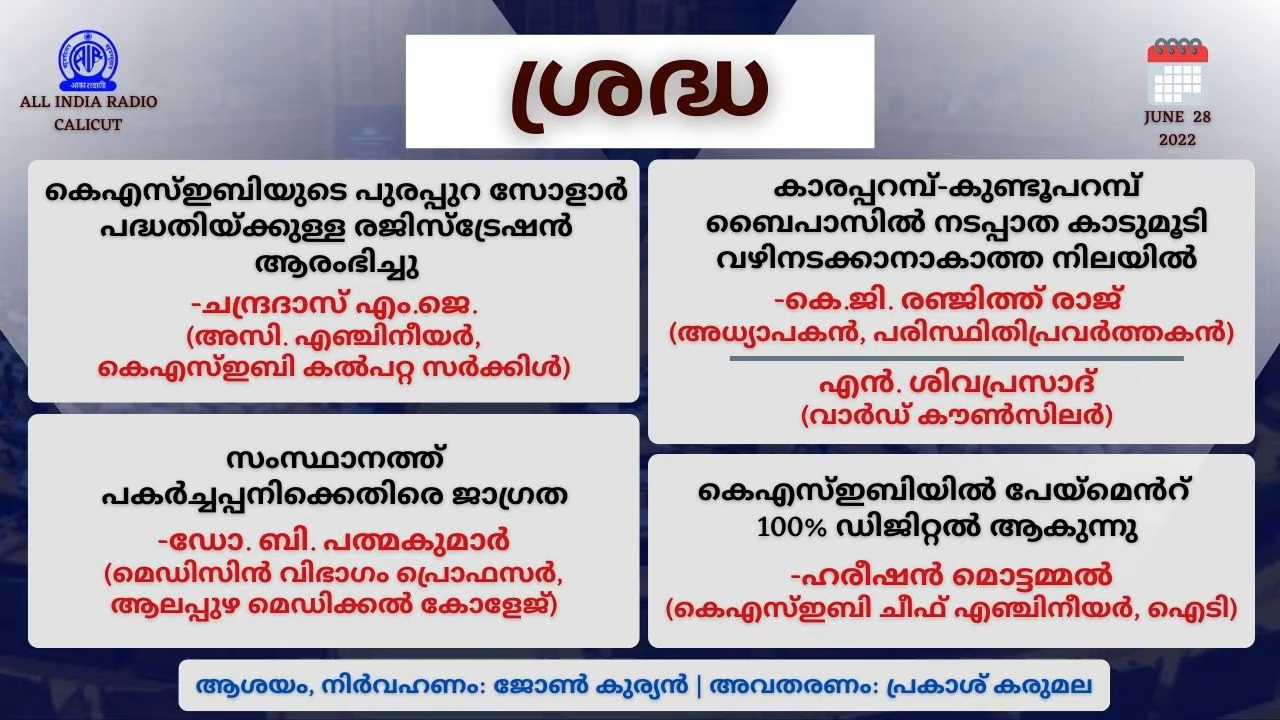 आकाशवाणी
ALL INDIA RADIO
CALICUT
ശ്രദ്ധ
JUNE 28
2022
കെഎസ്ഇബിയുടെ പുരപ്പുറ സോളാർ
പദ്ധതിയ്ക്കുള്ള രജിസ്ട്രേഷൻ
ആരംഭിച്ചു
-ചന്ദ്രദാസ് എം.ജെ.
(അസി. എഞ്ചിനീയർ,
കെഎസ്ഇബി കൽപറ്റ സർക്കിൾ)
കാരപ്പറമ്പ്-കുണ്ടൂപറമ്പ്
ബൈപാസിൽ നടപ്പാത കാടുമൂടി
വഴിനടക്കാനാകാത്ത നിലയിൽ
-കെ.ജി. രഞ്ജിത്ത് രാജ്
(അധ്യാപകൻ, പരിസ്ഥിതിപ്രവർത്തകൻ)
എൻ. ശിവപ്രസാദ്
(വാർഡ് കൗൺസിലർ)
സംസ്ഥാനത്ത്
പകർച്ചപ്പനിക്കെതിരെ ജാഗ്രത
-ഡോ. ബി. പത്മകുമാർ
(മെഡിസിൻ വിഭാഗം പ്രൊഫസർ,
ആലപ്പുഴ മെഡിക്കൽ കോളേജ്)
കെഎസ്ഇബിയിൽ പേയ്മെൻറ്
100% ഡിജിറ്റൽ ആകുന്നു
-ഹരീഷൻ മൊട്ടമ്മൽ
(കെഎസ്ഇബി ചീഫ് എഞ്ചിനീയർ, ഐടി)
ആശയം, നിർവഹണം: ജോൺ കുര്യൻ | അവതരണം: പ്രകാശ് കരുമല